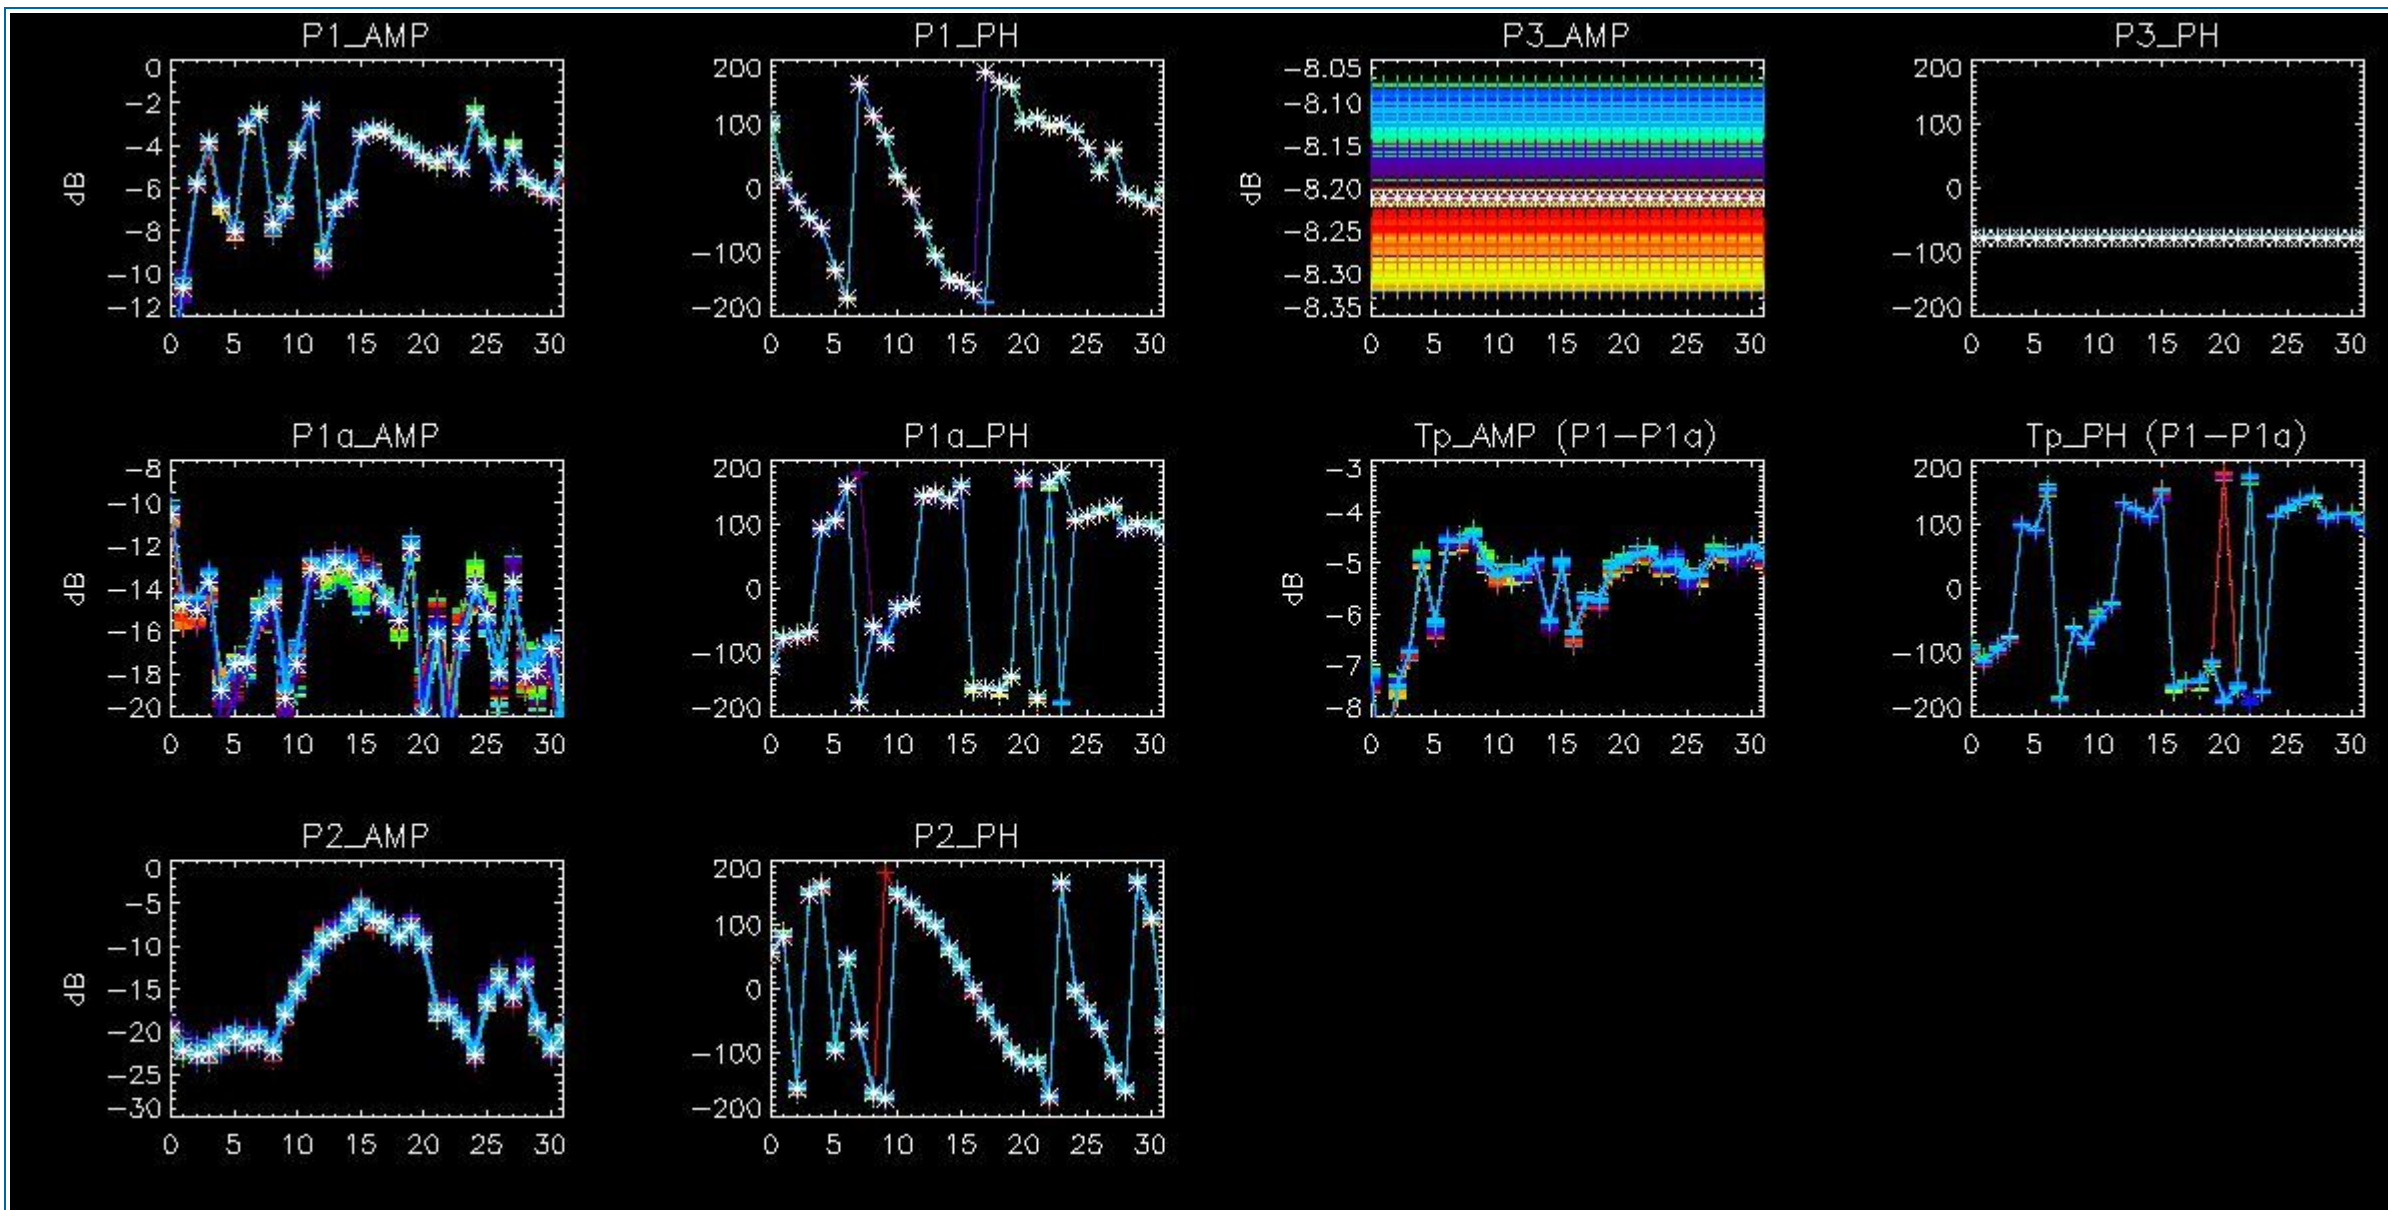 P1_AMP
0
−2
−4
−6
−8
−10
−12
dB
0 5 10 15 20 25 30
P1_PH
200
100
0
−100
−200
0 5 10 15 20 25 30
P3_AMP
−8.05
−8.10
−8.15
−8.20
−8.25
−8.30
−8.35
dB
0 5 10 15 20 25 30
P3_PH
200
100
0
−100
−200
0 5 10 15 20 25 30
P1a_AMP
−8
−10
−12
−14
−16
−18
−20
dB
0 5 10 15 20 25 30
P1a_PH
200
100
0
−100
−200
0 5 10 15 20 25 30
Tp_AMP (P1−P1a)
−3
−4
−5
−6
−7
−8
dB
0 5 10 15 20 25 30
Tp_PH (P1−P1a)
200
100
0
−100
−200
0 5 10 15 20 25 30
P2_AMP
0
−5
−10
−15
−20
−25
−30
dB
0 5 10 15 20 25 30
P2_PH
200
100
0
−100
−200
0 5 10 15 20 25 30